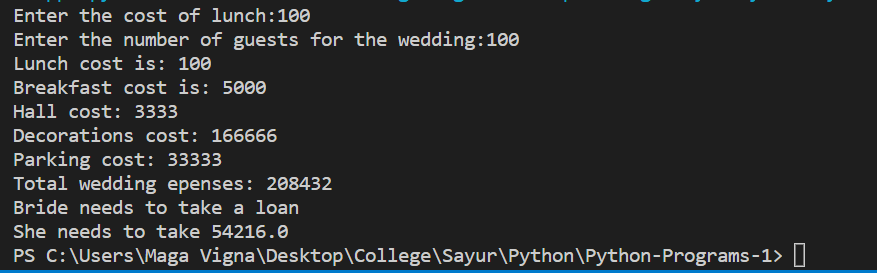 Enter the cost of lunch:100
Enter the number of guests for the wedding:100
Lunch cost is: 100
Breakfast cost is: 5000
Hall cost: 3333
Decorations cost: 166666
Parking cost: 33333
Total wedding epenses: 208432
Bride needs to take a loan
She needs to take 54216.0
PS C:\Users\Maga Vigna\Desktop\College\Sayur\Python\Python-Programs-1>